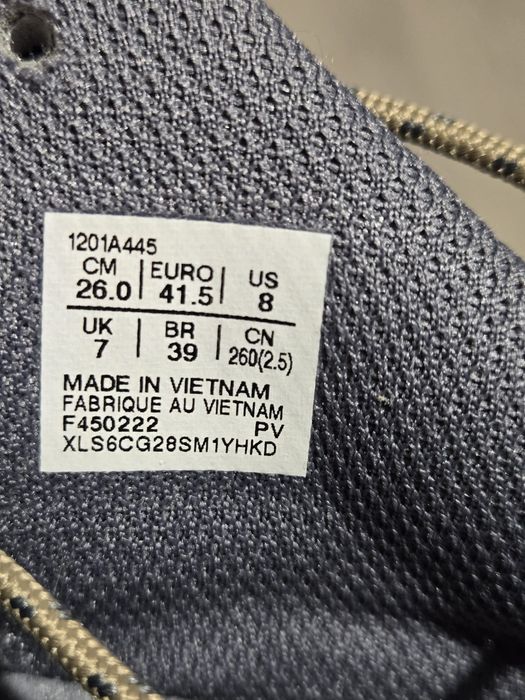 1201A445
CM | EURO | US
26.0 | 41.5 | 8
UK | BR | CN
7 | 39 | 260(2.5)
MADE IN VIETNAM
FABRIQUE AU VIETNAM
F450222 PV
XLS6CG28SM1YHKD